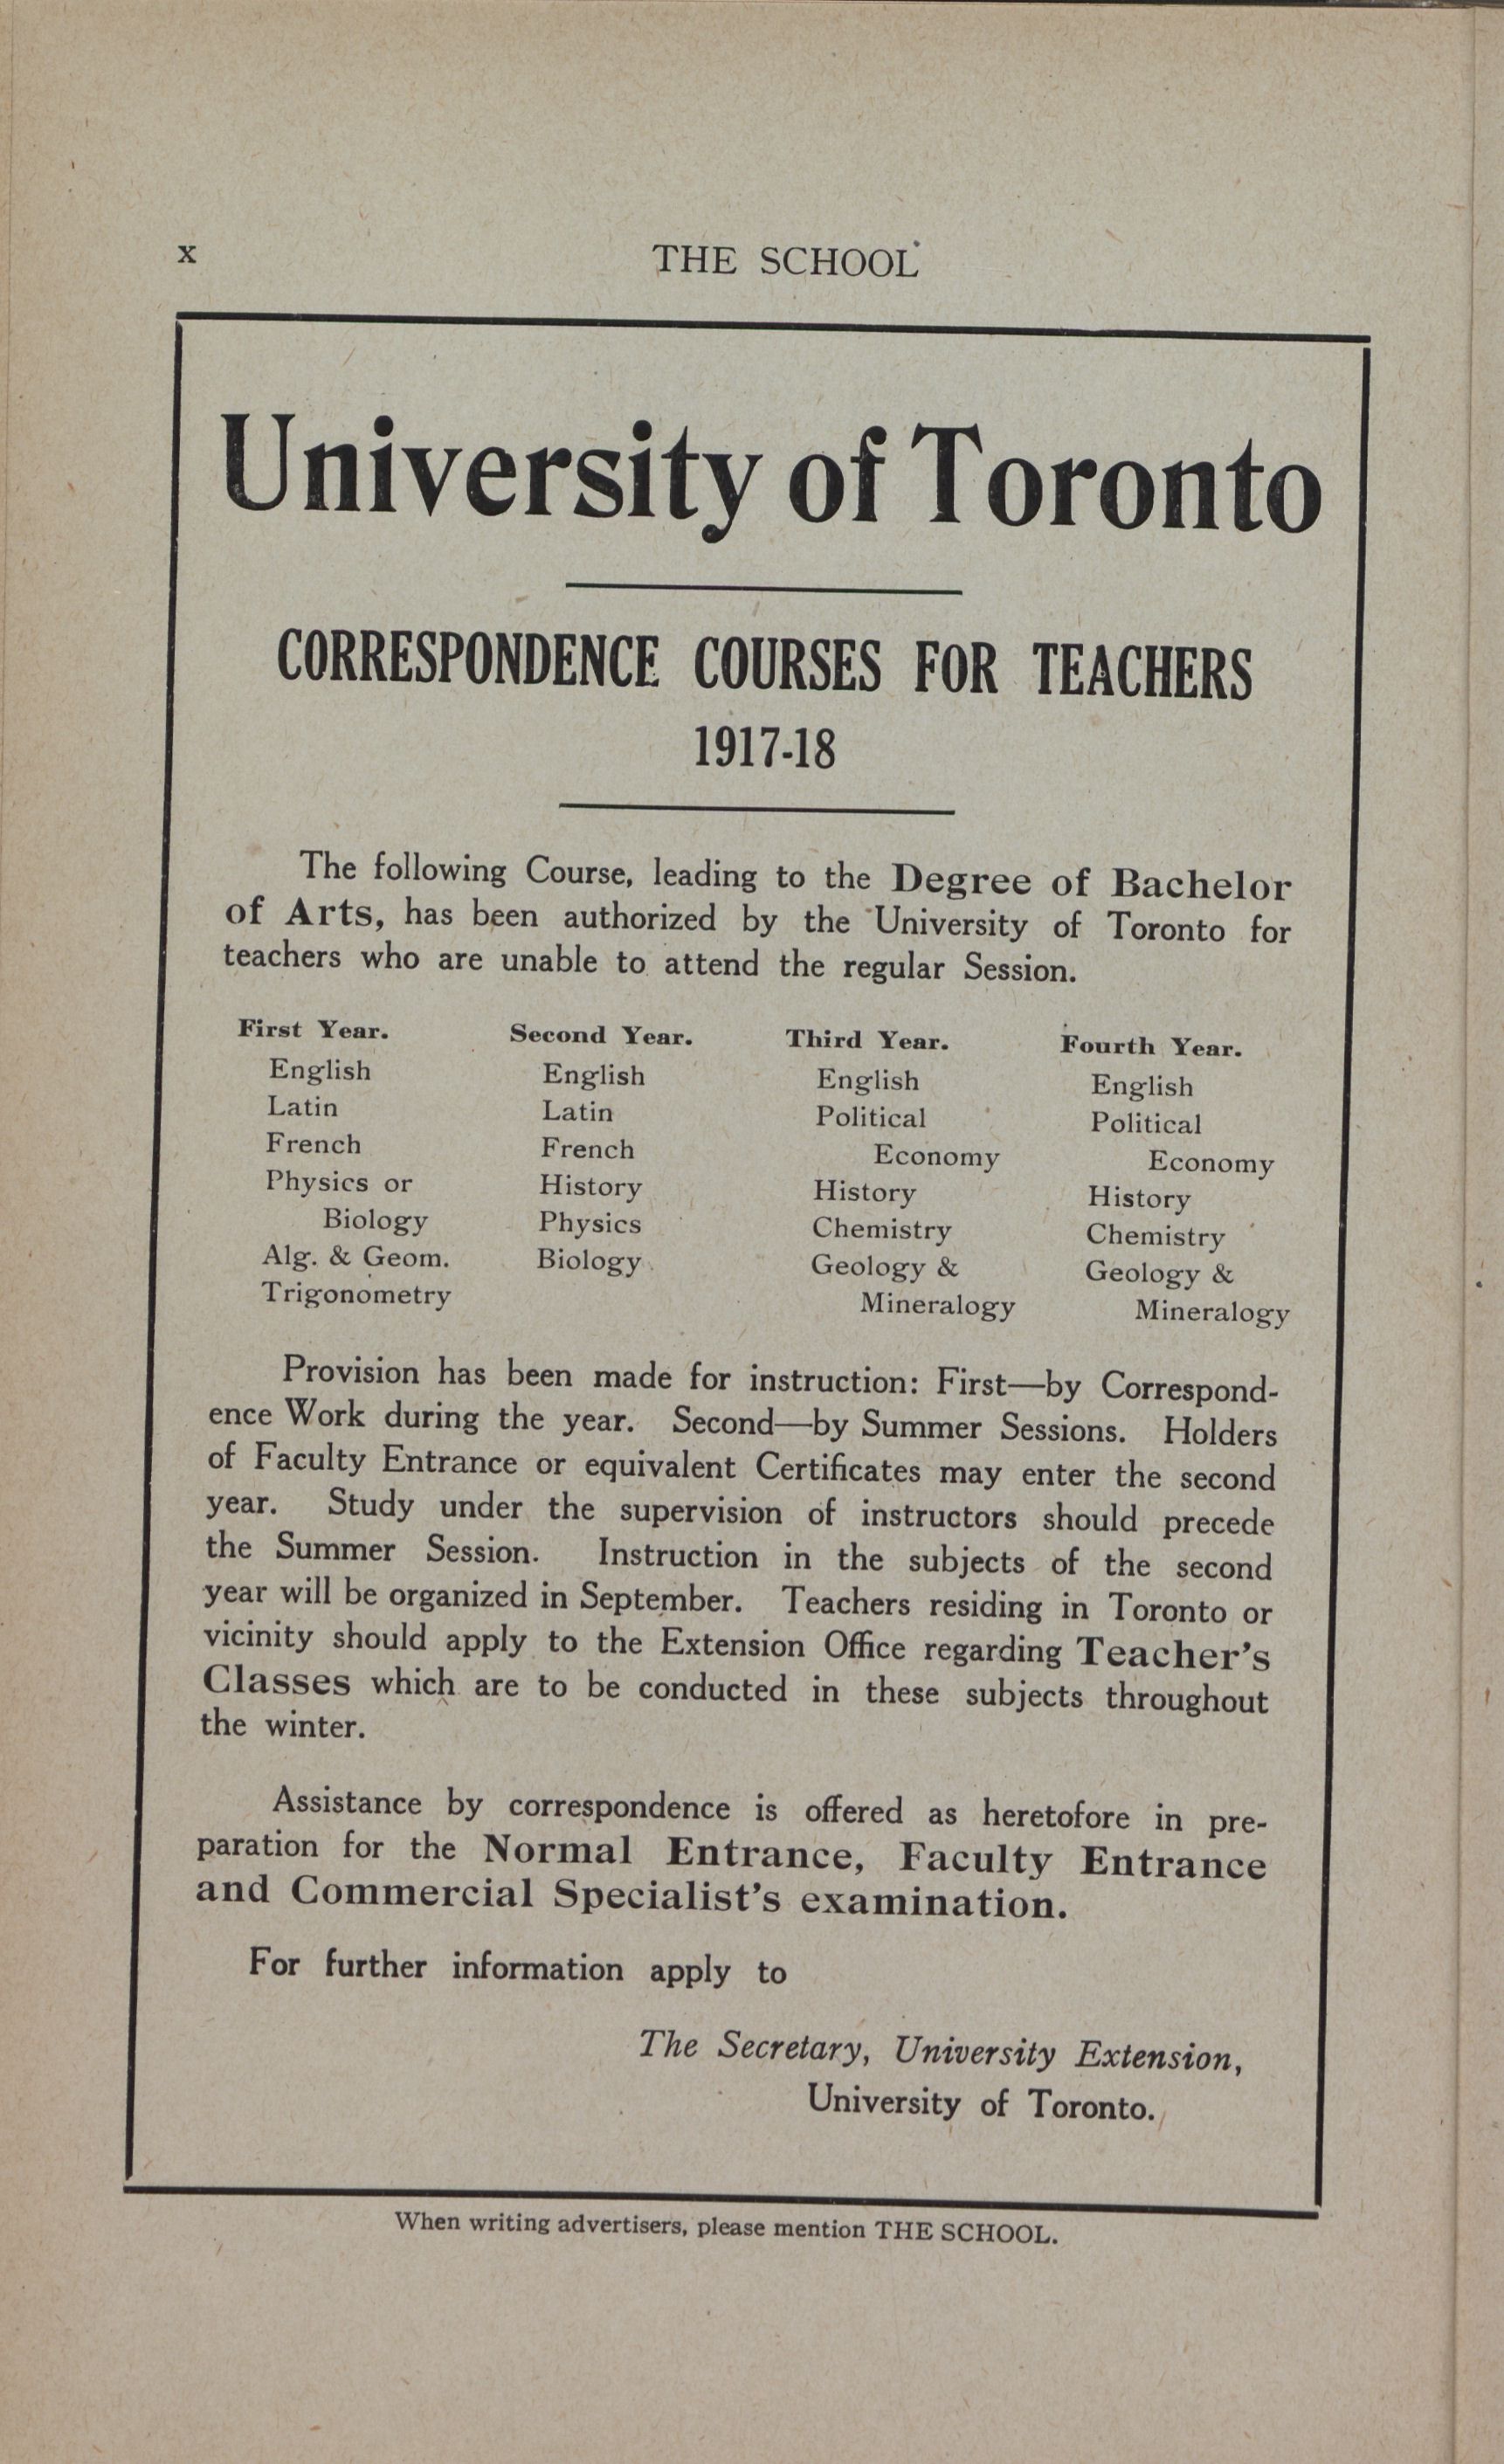 x
THE SCHOOL
University of Toronto
CORRESPONDENCE COURSES FOR TEACHERS
1917-18
The following Course, leading to the Degree of Bachelor
of Arts, has been authorized by the University of Toronto for
teachers who are unable to attend the regular Session.
First Year.
English
Latin
French
Physics or
Biology
Alg. & Geom.
Trigonometry
Second Year.
English
Latin
French
History
Physics
Biology
Third Year.
English
Political
Economy
History
Chemistry
Geology &
Mineralogy
Fourth Year.
English
Political
Economy
History
Chemistry
Geology &
Mineralogy
Provision has been made for instruction: First—by Correspond-
ence Work during the year. Second—by Summer Sessions. Holders
of Faculty Entrance or equivalent Certificates may enter the second
year. Study under the supervision of instructors should precede
the Summer Session. Instruction in the subjects of the second
year will be organized in September. Teachers residing in Toronto or
vicinity should apply to the Extension Office regarding Teacher's
Classes which are to be conducted in these subjects throughout
the winter.
Assistance by correspondence is offered as heretofore in pre-
paration for the Normal Entrance, Faculty Entrance
and Commercial Specialist's examination.
For further information apply to
The Secretary, University Extension,
University of Toronto.
When writing advertisers, please mention THE SCHOOL.